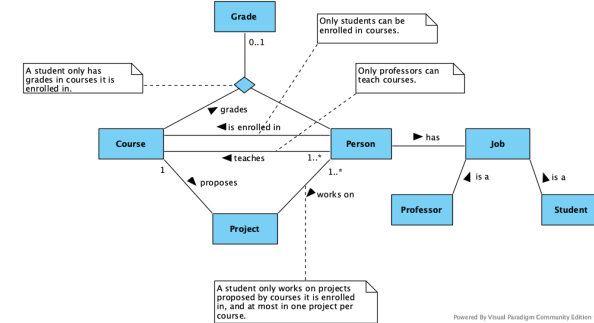 Grade
Only students can be
enrolled in courses.
0..1
A student only has
grades in courses it is
enrolled in.
Only professors can
teach courses.
grades
is enrolled in
Course
Person
has
Job
teaches
1..*
1
1..*
proposes
works on
is a
is a
Professor
Student
Project
A student only works on projects
proposed by courses it is enrolled
in, and at most in one project per
course.
Powered By Visual Paradigm Community Edition